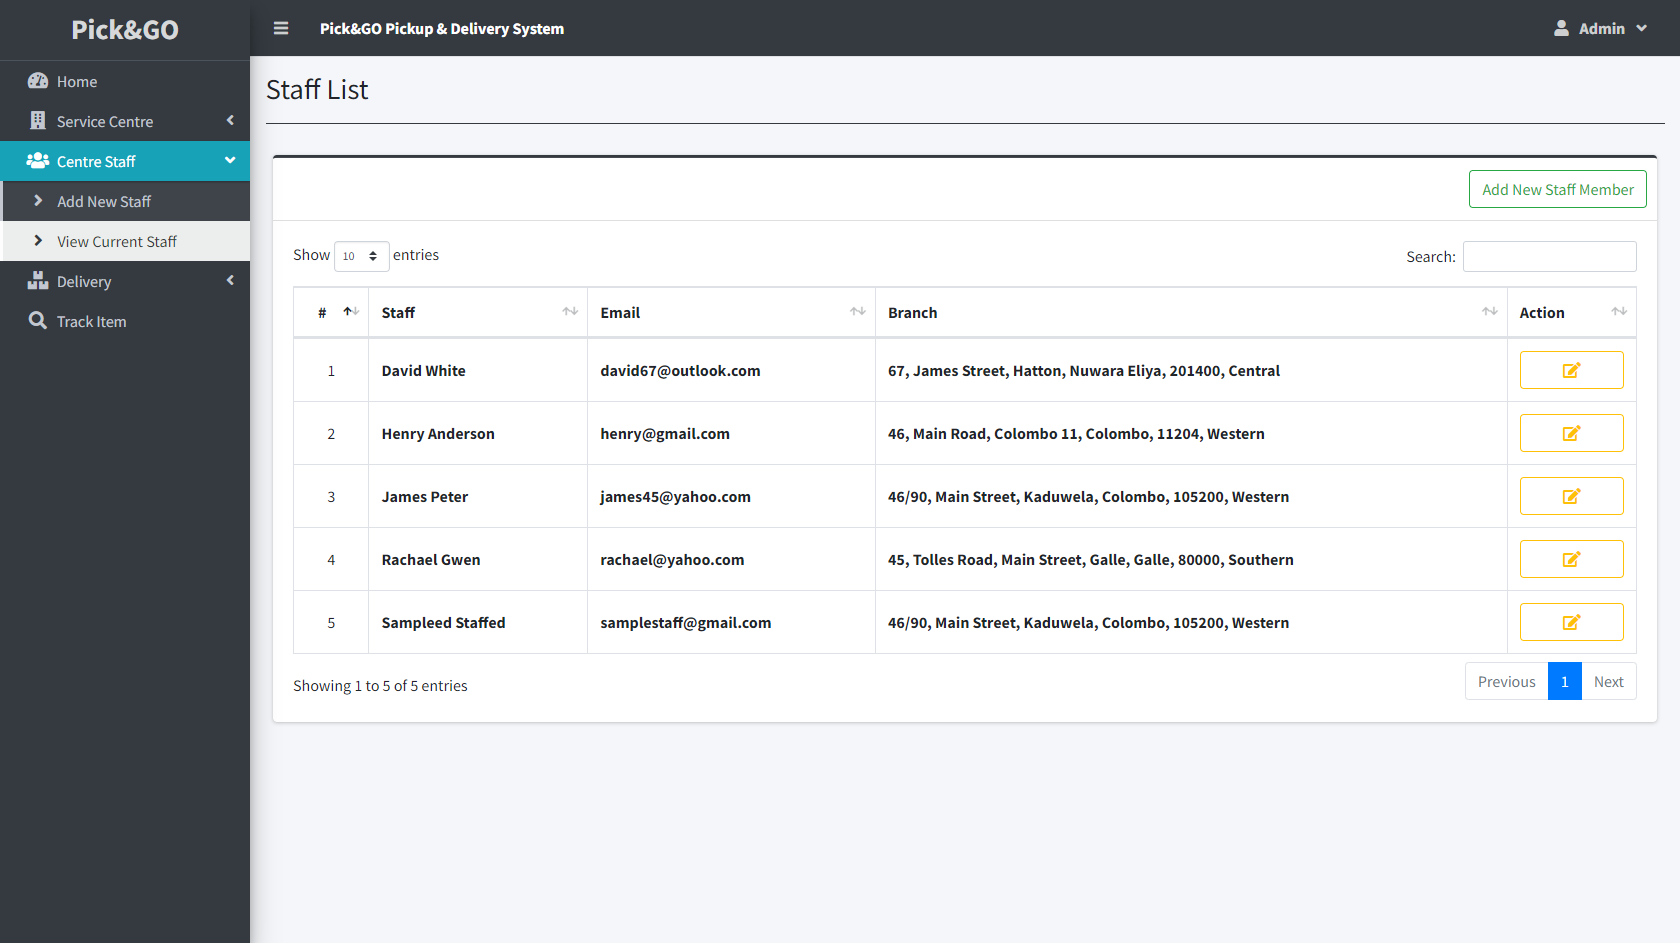 Pick&GO
Pick&GO Pickup & Delivery System
Admin
Home
Service Centre
Centre Staff
Add New Staff
View Current Staff
Delivery
Track Item
Staff List
Add New Staff Member
Show 10 entries
Search:
# Staff Email Branch Action
1 David White david67@outlook.com 67, James Street, Hatton, Nuwara Eliya, 201400, Central
2 Henry Anderson henry@gmail.com 46, Main Road, Colombo 11, Colombo, 11204, Western
3 James Peter james45@yahoo.com 46/90, Main Street, Kaduwela, Colombo, 105200, Western
4 Rachael Gwen rachael@yahoo.com 45, Tolles Road, Main Street, Galle, Galle, 80000, Southern
5 Sampleed Staffed samplestaff@gmail.com 46/90, Main Street, Kaduwela, Colombo, 105200, Western
Showing 1 to 5 of 5 entries
Previous 1 Next